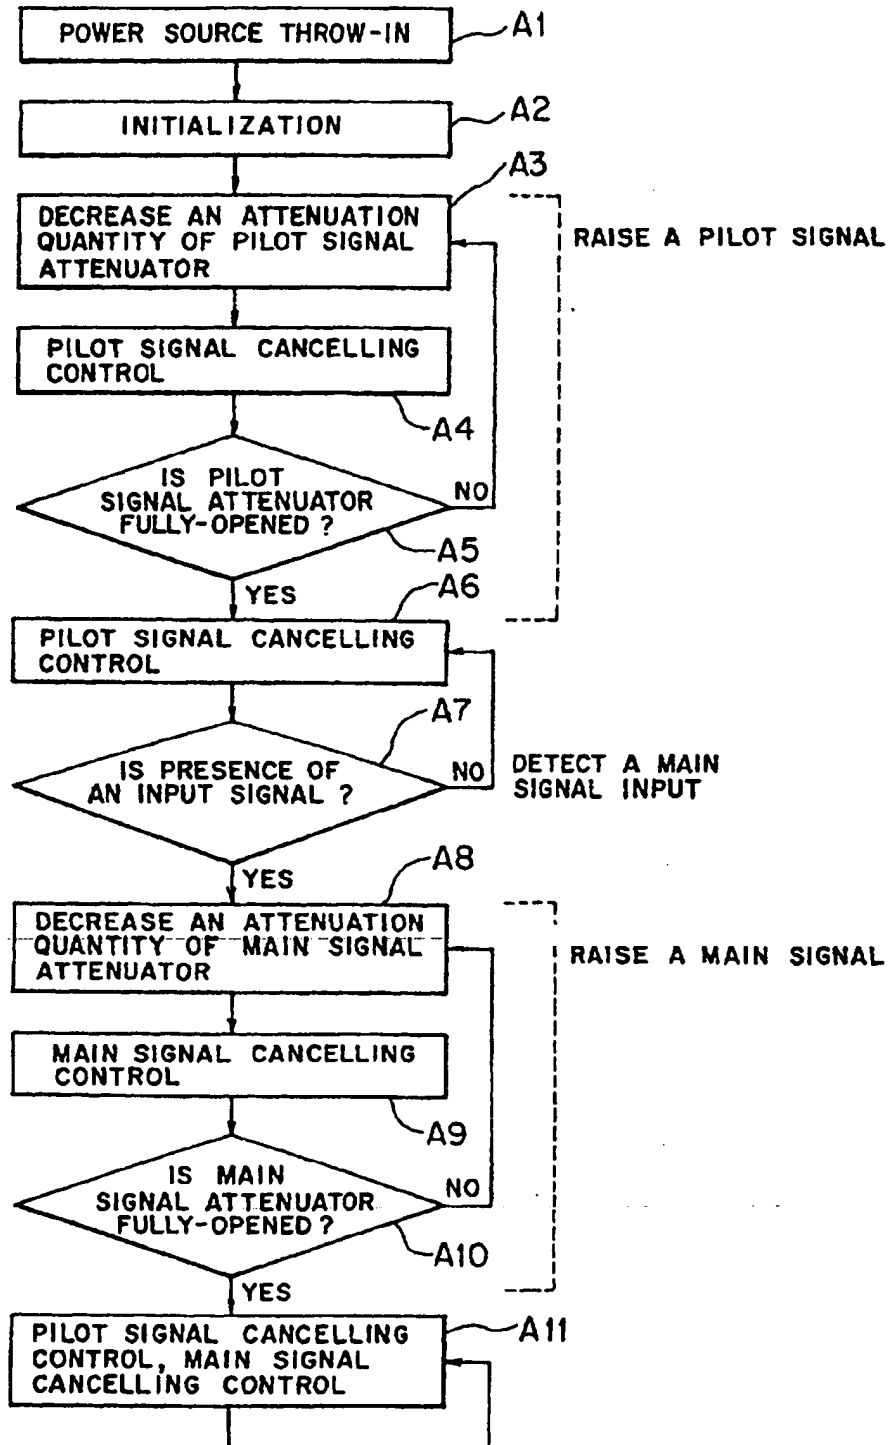 POWER SOURCE THROW-IN
A1
INITIALIZATION
A2
A3
DECREASE AN ATTENUATION
QUANTITY OF PILOT SIGNAL
ATTENUATOR
RAISE A PILOT SIGNAL
PILOT SIGNAL CANCELLING
CONTROL
A4
IS PILOT
SIGNAL ATTENUATOR
FULLY-OPENED ?
NO
A5
YES
A6
PILOT SIGNAL CANCELLING
CONTROL
A7
IS PRESENCE OF
AN INPUT SIGNAL ?
NO
DETECT A MAIN
SIGNAL INPUT
YES
A8
DECREASE AN ATTENUATION
QUANTITY OF MAIN SIGNAL
ATTENUATOR
RAISE A MAIN SIGNAL
MAIN SIGNAL CANCELLING
CONTROL
A9
IS MAIN
SIGNAL ATTENUATOR
FULLY-OPENED ?
NO
A10
YES
A11
PILOT SIGNAL CANCELLING
CONTROL, MAIN SIGNAL
CANCELLING CONTROL